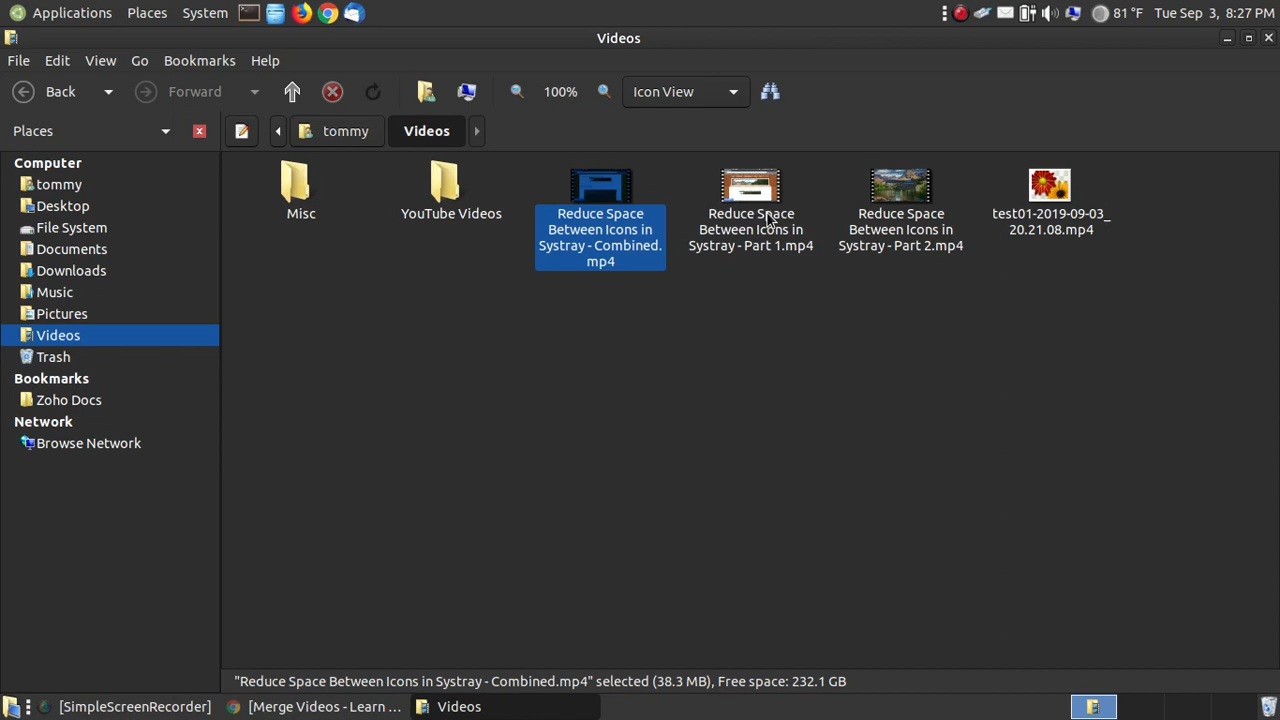 Applications Places System 81 °F Tue Sep 3, 8:27 PM
Videos
File Edit View Go Bookmarks Help
Back Forward 100% Icon View
Places tommy Videos
Computer
tommy
Desktop
File System
Documents
Downloads
Music
Pictures
Videos
Trash
Bookmarks
Zoho Docs
Network
Browse Network
Misc
YouTube Videos
Reduce Space
Between Icons in
Systray - Combined.
mp4
Reduce Space
Between Icons in
Systray - Part 1.mp4
Reduce Space
Between Icons in
Systray - Part 2.mp4
test01-2019-09-03_
20.21.08.mp4
"Reduce Space Between Icons in Systray - Combined.mp4" selected (38.3 MB), Free space: 232.1 GB
[SimpleScreenRecorder] [Merge Videos - Learn ... Videos